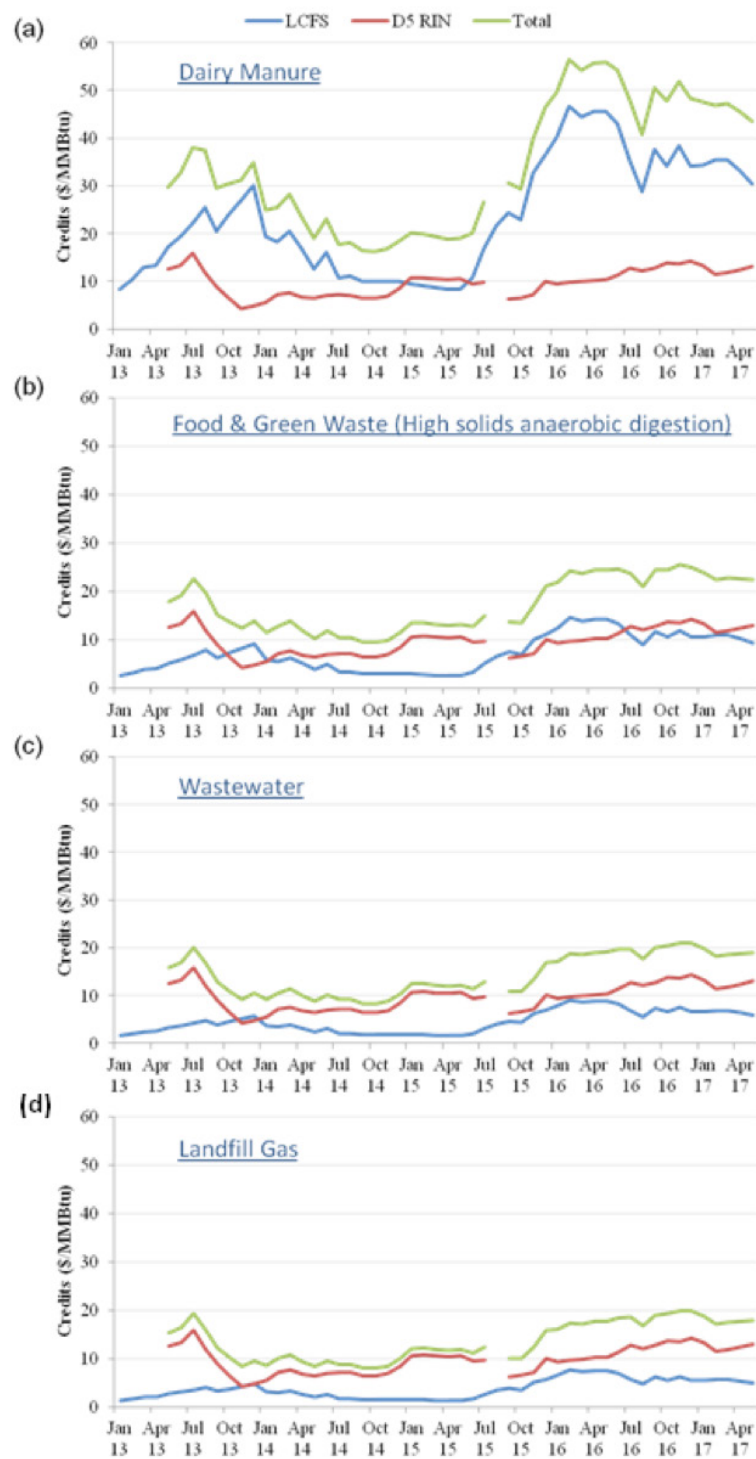 LCFS D5 RIN Total
(a)
Dairy Manure
Credits ($/MMBtu)
60
50
40
30
20
10
0
Jan Apr Jul Oct Jan Apr Jul Oct Jan Apr Jul Oct Jan Apr Jul Oct Jan Apr
13 13 13 13 14 14 14 14 15 15 15 15 16 16 16 16 17 17
(b)
Food & Green Waste (High solids anaerobic digestion)
Credits ($/MMBtu)
60
50
40
30
20
10
0
Jan Apr Jul Oct Jan Apr Jul Oct Jan Apr Jul Oct Jan Apr Jul Oct Jan Apr
13 13 13 13 14 14 14 14 15 15 15 15 16 16 16 16 17 17
(c)
Wastewater
Credits ($/MMBtu)
60
50
40
30
20
10
0
Jan Apr Jul Oct Jan Apr Jul Oct Jan Apr Jul Oct Jan Apr Jul Oct Jan Apr
13 13 13 13 14 14 14 14 15 15 15 15 16 16 16 16 17 17
(d)
Landfill Gas
Credits ($/MMBtu)
60
50
40
30
20
10
0
Jan Apr Jul Oct Jan Apr Jul Oct Jan Apr Jul Oct Jan Apr Jul Oct Jan Apr
13 13 13 13 14 14 14 14 15 15 15 15 16 16 16 16 17 17